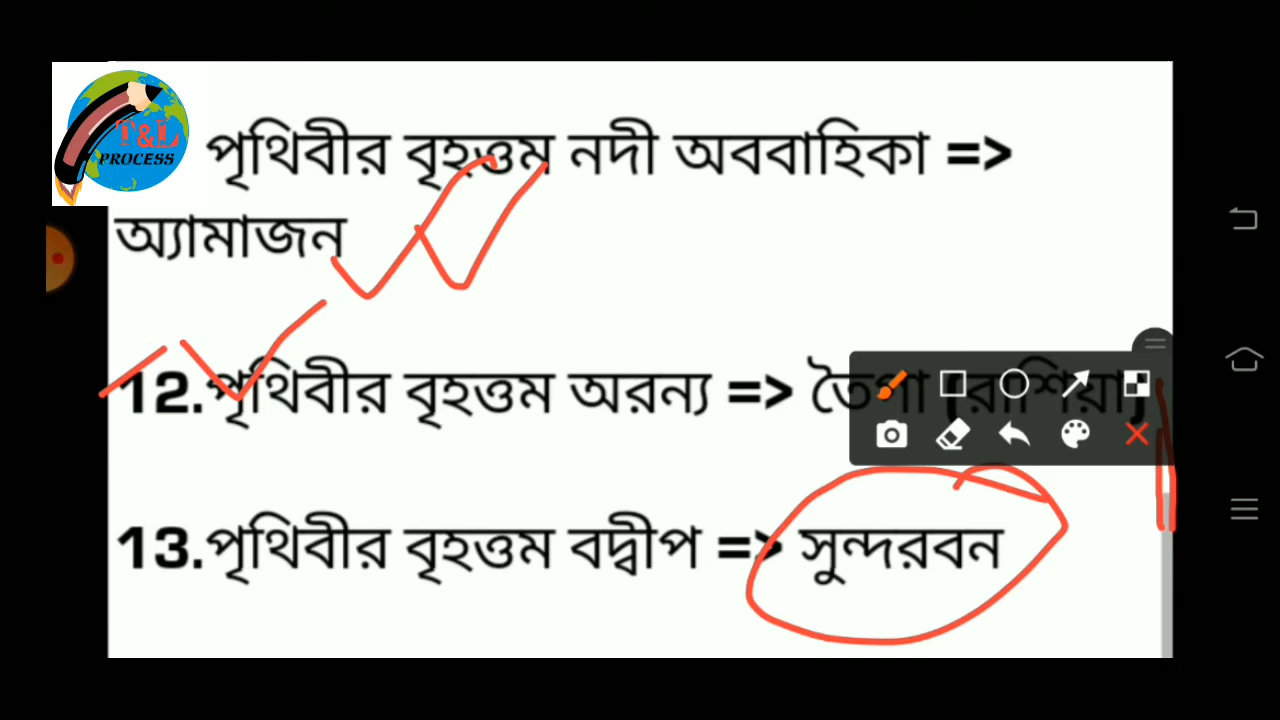 T&L
PROCESS
পৃথিবীর বৃহত্তম নদী অববাহিকা =>
অ্যামাজন
12.পৃথিবীর বৃহত্তম অরন্য => তৈগা (রাশিয়া)
13.পৃথিবীর বৃহত্তম বদ্বীপ => সুন্দরবন